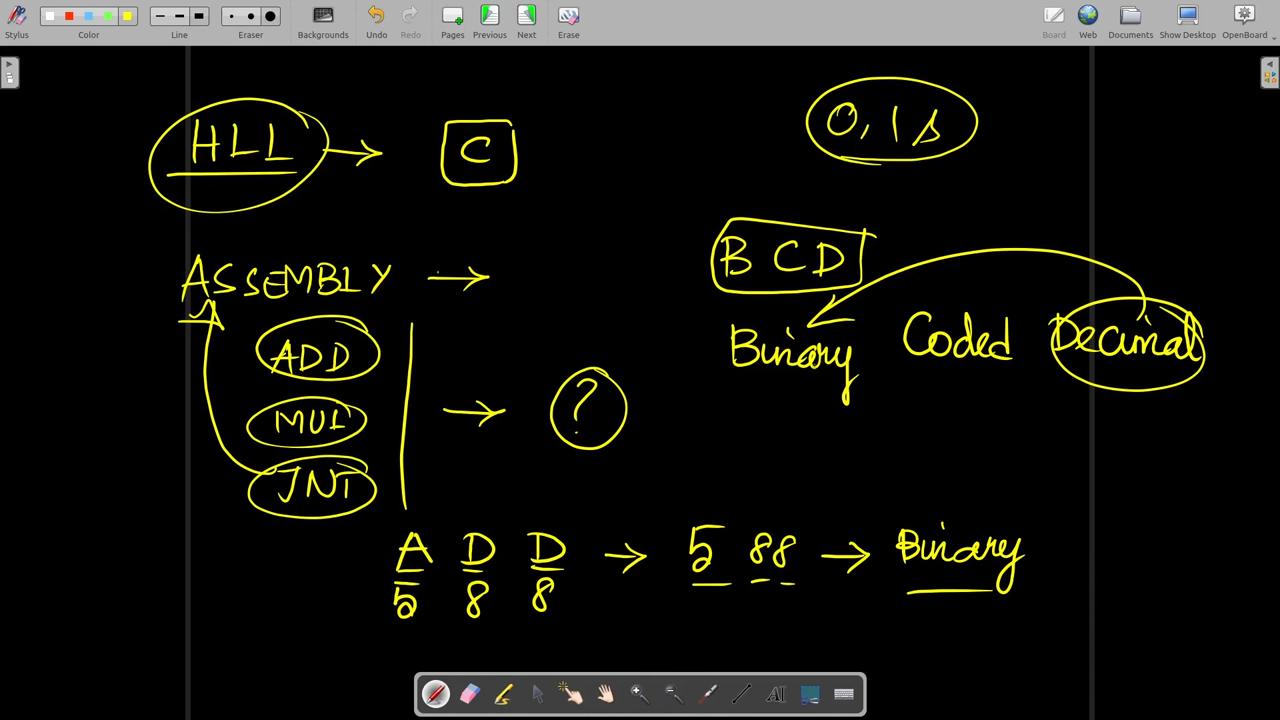 Stylus Color Line Eraser Backgrounds Undo Redo Pages Previous Next Erase Board Web Documents Show Desktop OpenBoard
HLL → C
0, 1 s
BCD
ASSEMBLY →
Binary Coded Decimal
ADD
MUL
→ ?
JNT
A D D → 5 88 → Binary
5 8 8